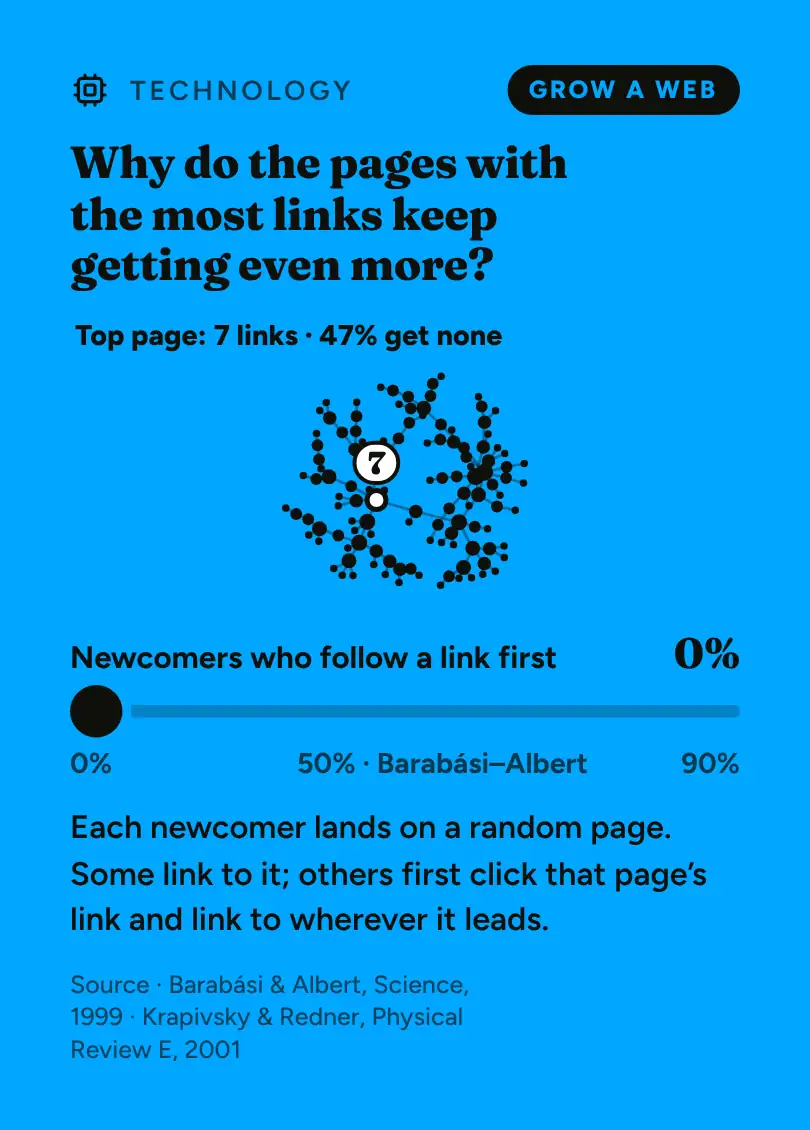 TECHNOLOGY
GROW A WEB
Why do the pages with
the most links keep
getting even more?
Top page: 7 links · 47% get none
7
Newcomers who follow a link first
0%
0%
50% · Barabási–Albert
90%
Each newcomer lands on a random page.
Some link to it; others first click that page’s
link and link to wherever it leads.
Source · Barabási & Albert, Science,
1999 · Krapivsky & Redner, Physical
Review E, 2001